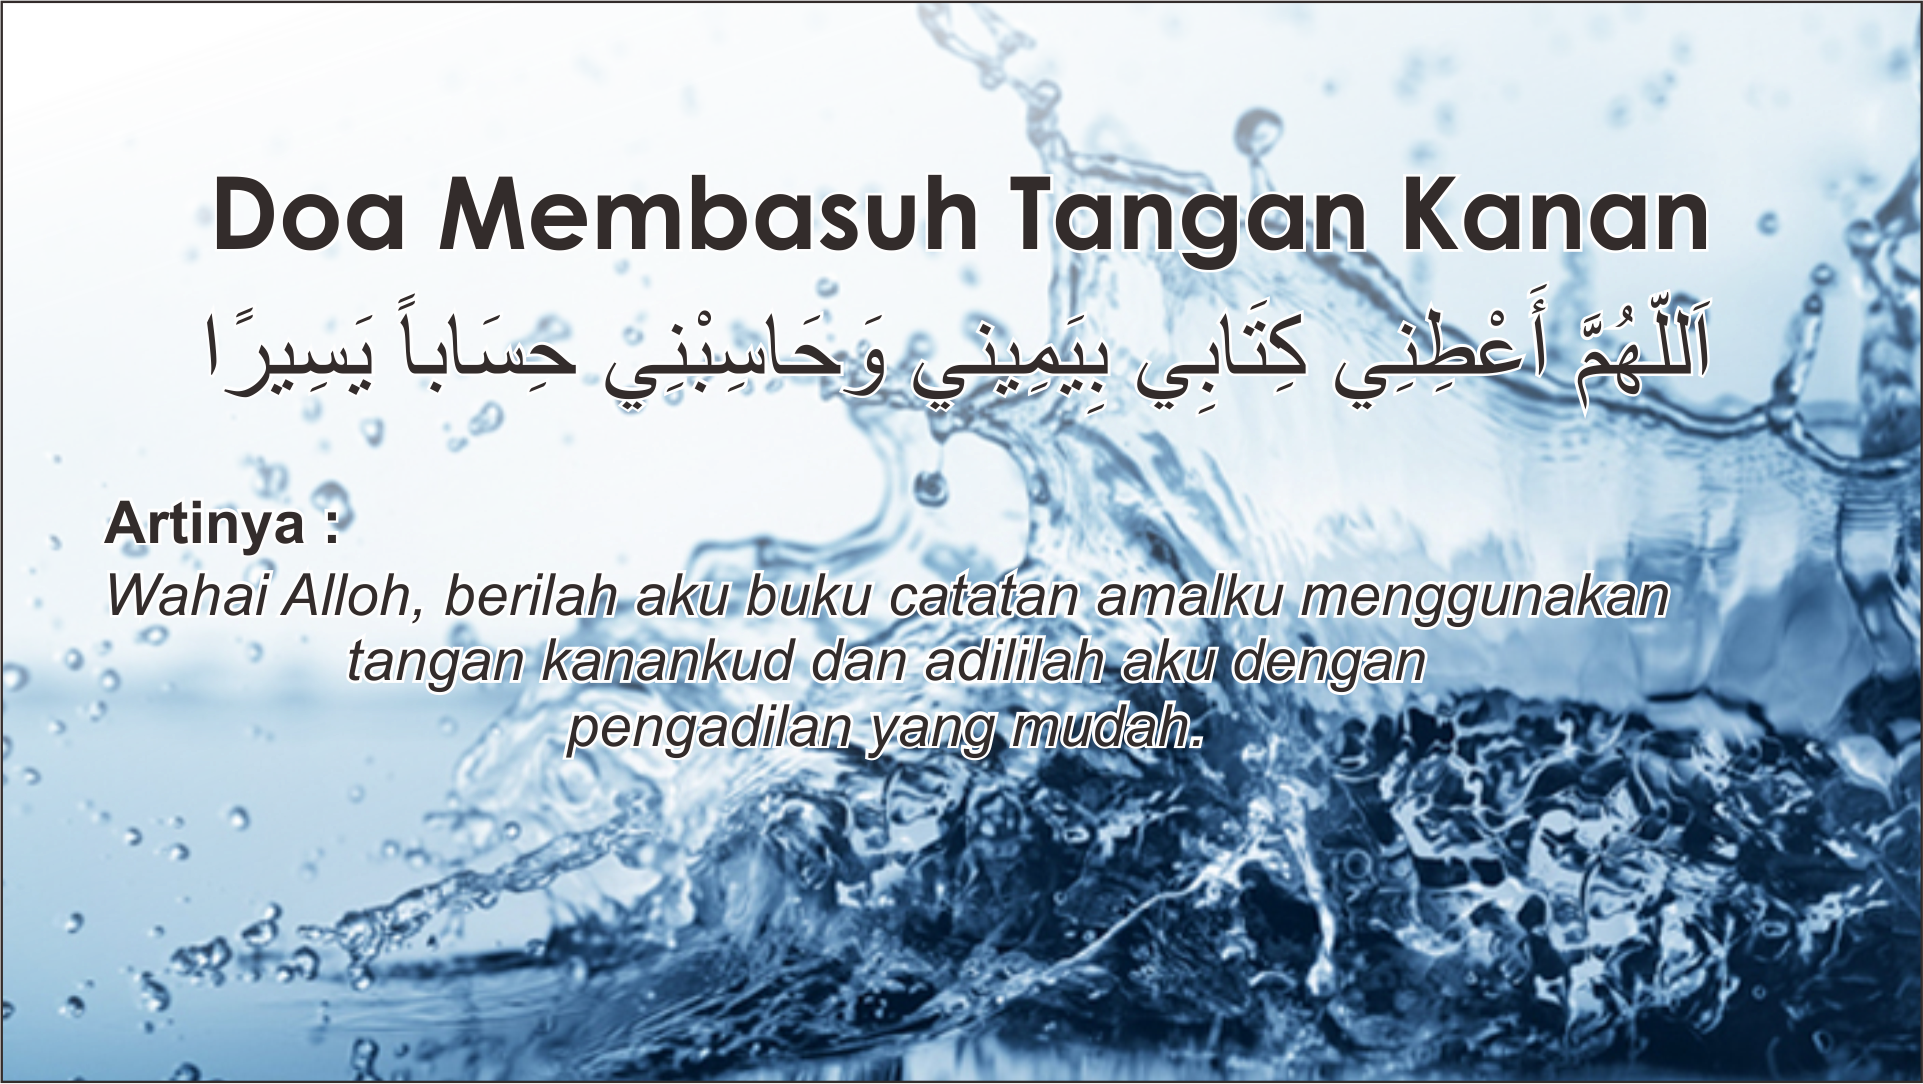 Doa Membasuh Tangan Kanan
اَللّهُمَّ أَعْطِنِي كِتَابِي بِيَمِينِي وَحَاسِبْنِي حِسَاباً يَسِيرًا
Artinya :
Wahai Alloh, berilah aku buku catatan amalku menggunakan
tangan kanankud dan adililah aku dengan
pengadilan yang mudah.